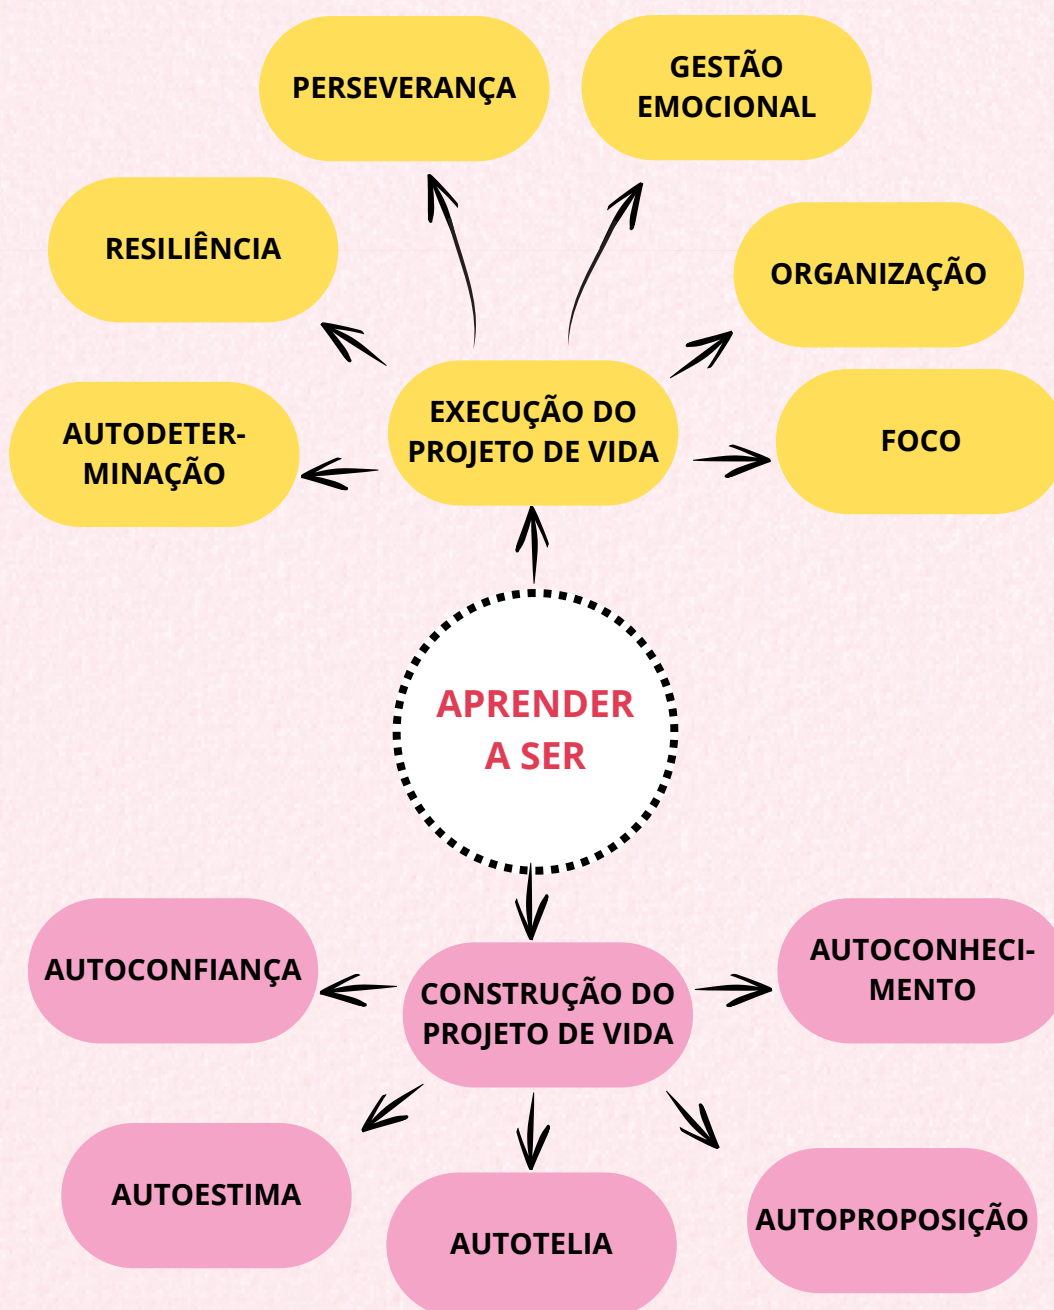 PERSEVERANÇA
GESTÃO
EMOCIONAL
RESILIÊNCIA
ORGANIZAÇÃO
AUTODETER-
MINAÇÃO
EXECUÇÃO DO
PROJETO DE VIDA
FOCO
APRENDER
A SER
AUTOCONFIANÇA
CONSTRUÇÃO DO
PROJETO DE VIDA
AUTOCONHECI-
MENTO
AUTOESTIMA
AUTOTELIA
AUTOPROPOSIÇÃO